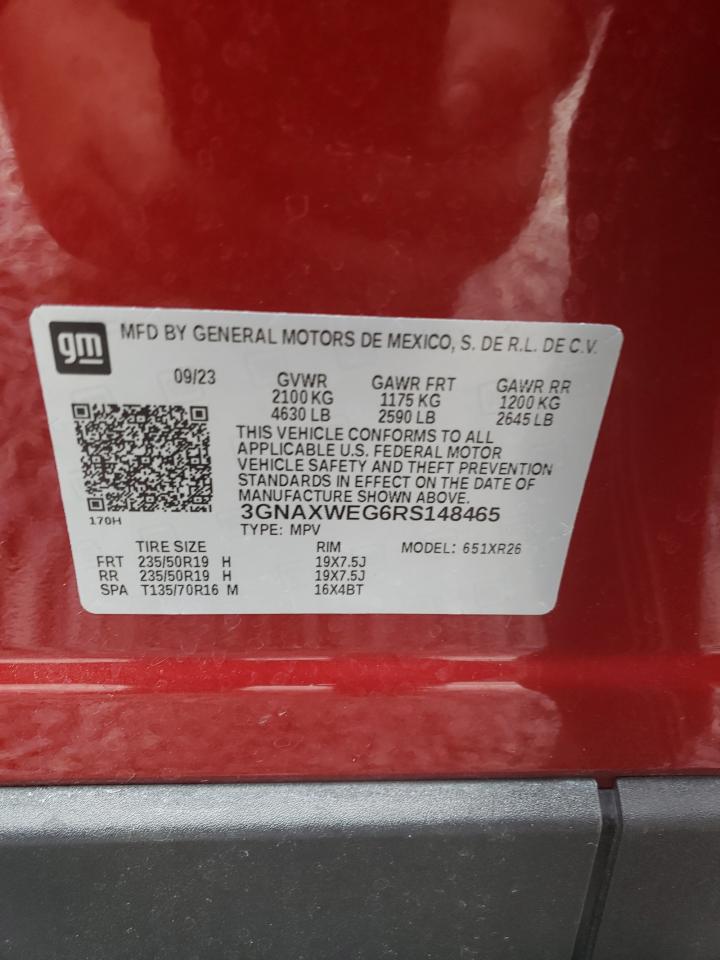 gm MFD BY GENERAL MOTORS DE MEXICO, S. DE R.L. DE C.V.
09/23 GVWR GAWR FRT GAWR RR
2100 KG 1175 KG 1200 KG
4630 LB 2590 LB 2645 LB
THIS VEHICLE CONFORMS TO ALL
APPLICABLE U.S. FEDERAL MOTOR
VEHICLE SAFETY AND THEFT PREVENTION
STANDARDS IN EFFECT ON THE DATE OF
MANUFACTURE SHOWN ABOVE.
3GNAXWEG6RS148465
170H
TYPE: MPV
TIRE SIZE RIM MODEL: 651XR26
FRT 235/50R19 H 19X7.5J
RR 235/50R19 H 19X7.5J
SPA T135/70R16 M 16X4BT